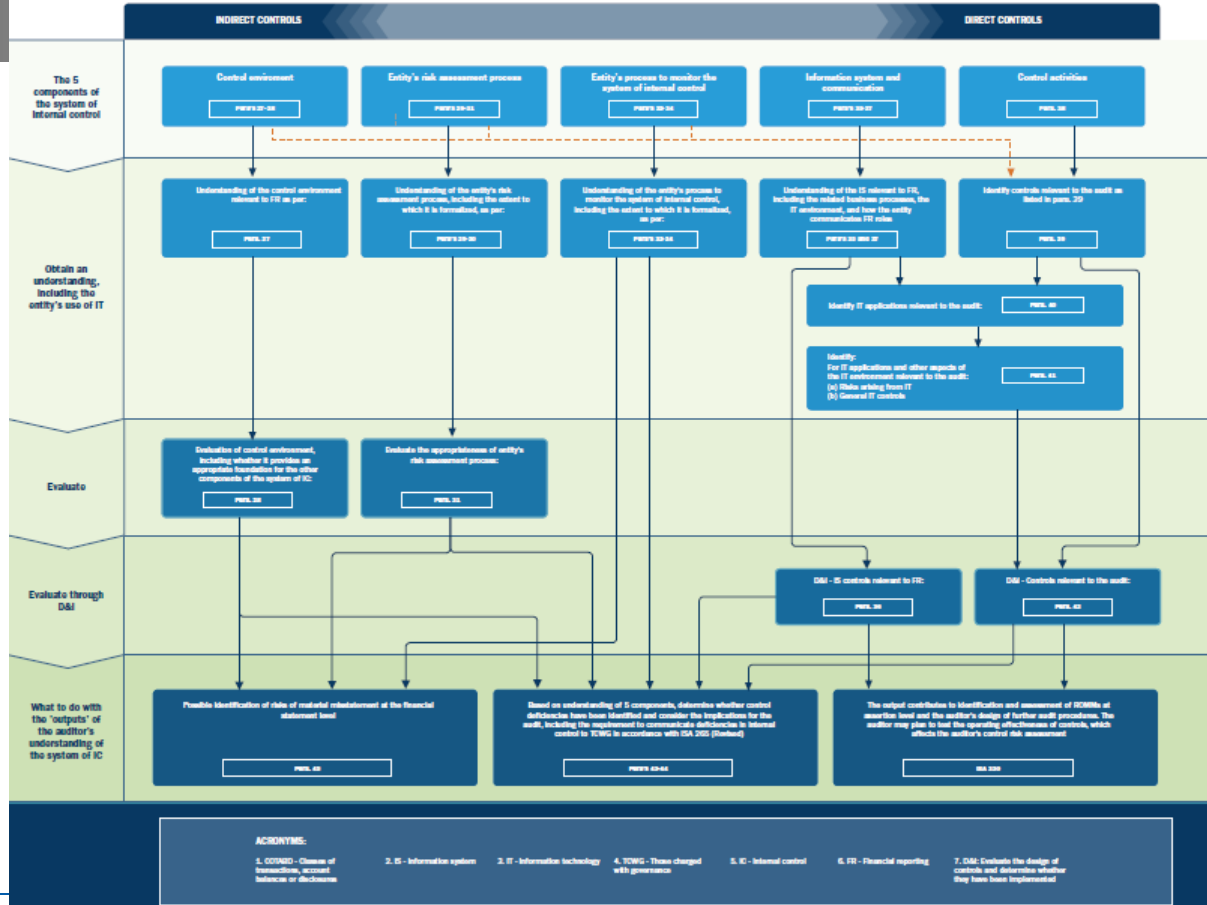 INDIRECT CONTROLS
DIRECT CONTROLS
The 5
components of
the system of
internal control
Control environment
Entity's risk assessment process
Entity's process to monitor the
system of internal control
Information system and
communication
Control activities
Obtain an
understanding,
including the
entity's use of IT
Understanding of the control environment
relevant to FR as per:
Understanding of the entity's risk
assessment process, including the extent to
which it is formalized, as per:
Understanding of the entity's process to
monitor the system of internal control,
including the extent to which it is formalized,
as per:
Understanding of the IS relevant to FR,
including the related business processes, the
IT environment, and how the entity
communicates FR roles
Identify controls relevant to the audit as
listed in para. 39
PARA. 27
Identify IT applications relevant to the audit:
PARA. 40
Identify:
For IT applications and other aspects of
the IT environment relevant to the audit:
(a) Risks arising from IT
(b) General IT controls
PARA. 41
Evaluate
Evaluation of control environment,
including whether it provides an
appropriate foundation for the other
components of the system of IC:
PARA. 28
Evaluate the appropriateness of entity's
risk assessment process:
PARA. 31
Evaluate through
D&I
D&I - IS controls relevant to FR:
D&I - Controls relevant to the audit:
PARA. 42
What to do with
the 'outputs' of
the auditor's
understanding of
the system of IC
Possible identification of risks of material misstatement at the financial
statement level
Based on understanding of 5 components, determine whether control
deficiencies have been identified and consider the implications for the
audit, including the requirement to communicate deficiencies in internal
control to TCWG in accordance with ISA 265 (Revised)
PARA'S 43-44
The output contributes to identification and assessment of ROMMs at
assertion level and the auditor's design of further audit procedures. The
auditor may plan to test the operating effectiveness of controls, which
affects the auditor's control risk assessment
ISA 330
ACRONYMS:
1. COTABD - Classes of
transactions, account
balances or disclosures
2. IS - Information system
3. IT - Information technology
4. TCWG - Those charged
with governance
5. IC - Internal control
6. FR - Financial reporting
7. D&I: Evaluate the design of
controls and determine whether
they have been implemented